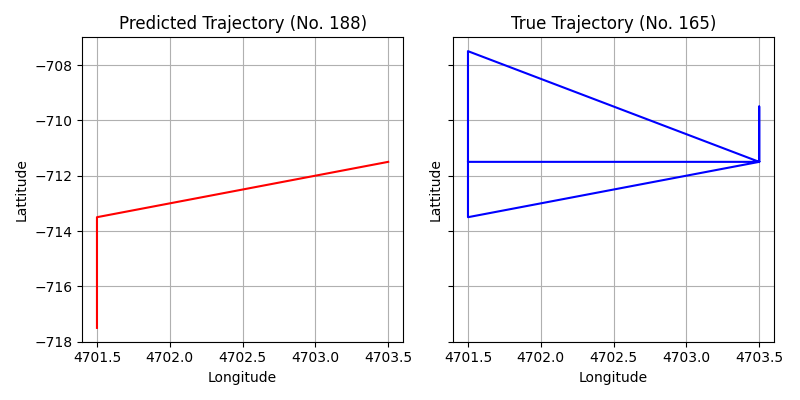 Predicted Trajectory (No. 188)
True Trajectory (No. 165)
−708
−710
−712
−714
−716
−718
Lattitude
Lattitude
4701.5 4702.0 4702.5 4703.0 4703.5
4701.5 4702.0 4702.5 4703.0 4703.5
Longitude
Longitude